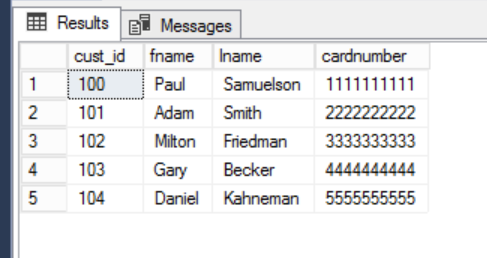 Results Messages
cust_id fname lname cardnumber
1 100 Paul Samuelson 1111111111
2 101 Adam Smith 2222222222
3 102 Milton Friedman 3333333333
4 103 Gary Becker 4444444444
5 104 Daniel Kahneman 5555555555